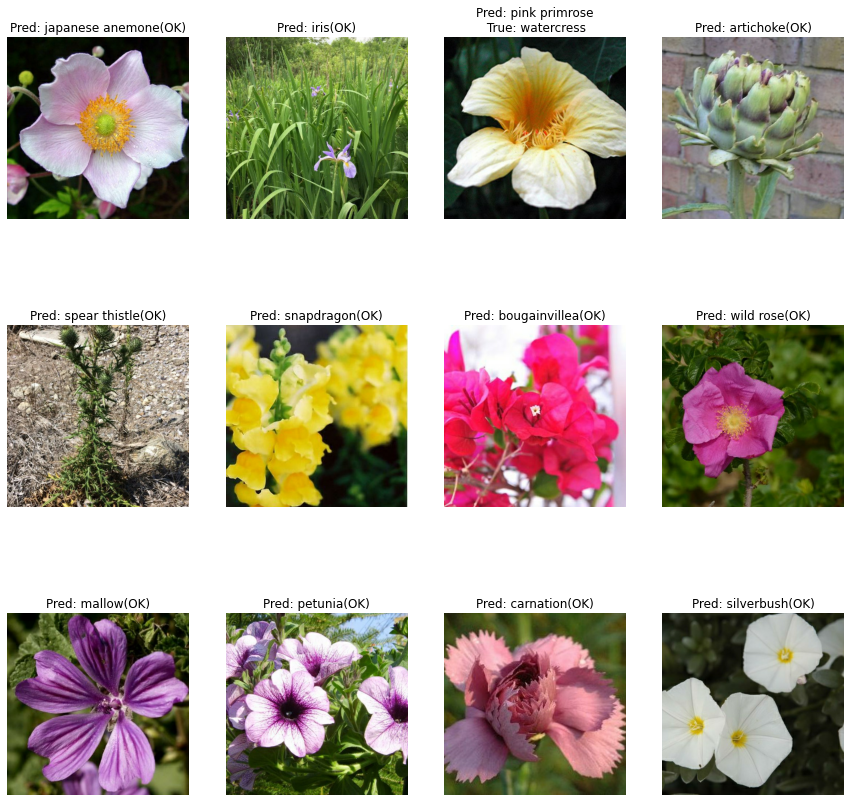 Pred: japanese anemone(OK)
Pred: iris(OK)
Pred: pink primrose
True: watercress
Pred: artichoke(OK)
Pred: spear thistle(OK)
Pred: snapdragon(OK)
Pred: bougainvillea(OK)
Pred: wild rose(OK)
Pred: mallow(OK)
Pred: petunia(OK)
Pred: carnation(OK)
Pred: silverbush(OK)